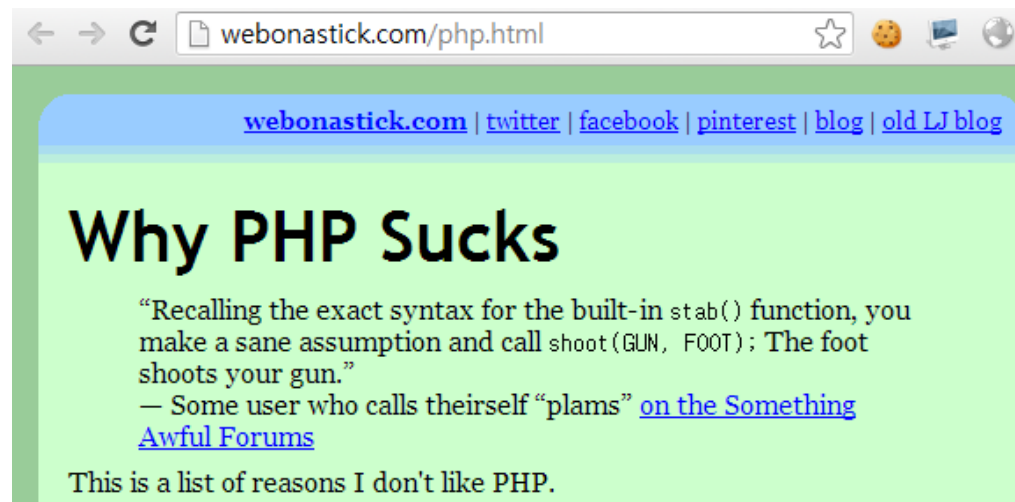 webonastick.com/php.html
webonastick.com | twitter | facebook | pinterest | blog | old LJ blog
Why PHP Sucks
“Recalling the exact syntax for the built-in stab() function, you
make a sane assumption and call shoot(GUN, FOOT); The foot
shoots your gun.”
— Some user who calls theirself “plams” on the Something
Awful Forums
This is a list of reasons I don't like PHP.